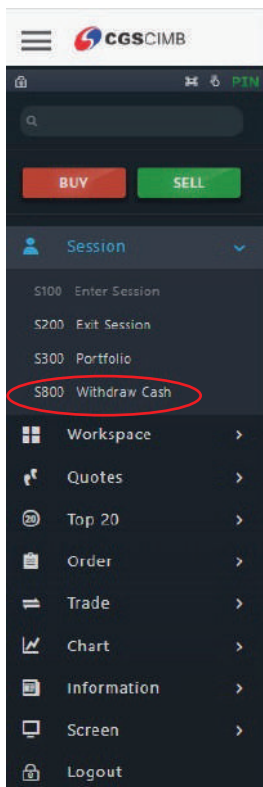 CGSCIMB
PIN
BUY SELL
Session
S100 Enter Session
S200 Exit Session
S300 Portfolio
S800 Withdraw Cash
Workspace
Quotes
20 Top 20
Order
Trade
Chart
Information
Screen
Logout